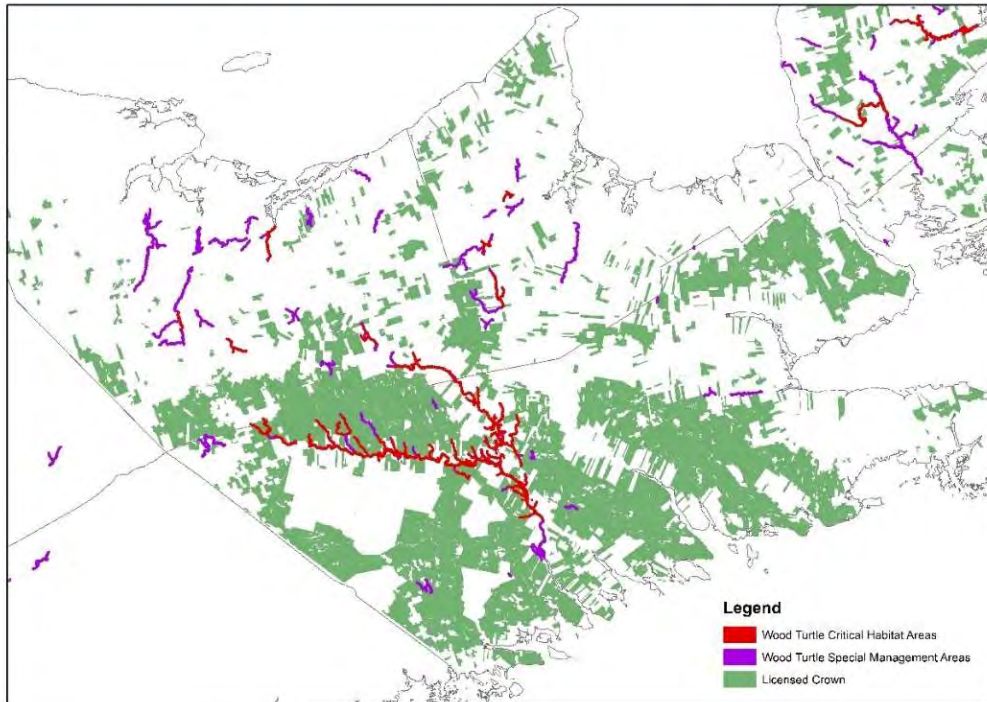 Legend
Wood Turtle Critical Habitat Areas
Wood Turtle Special Management Areas
Licensed Crown